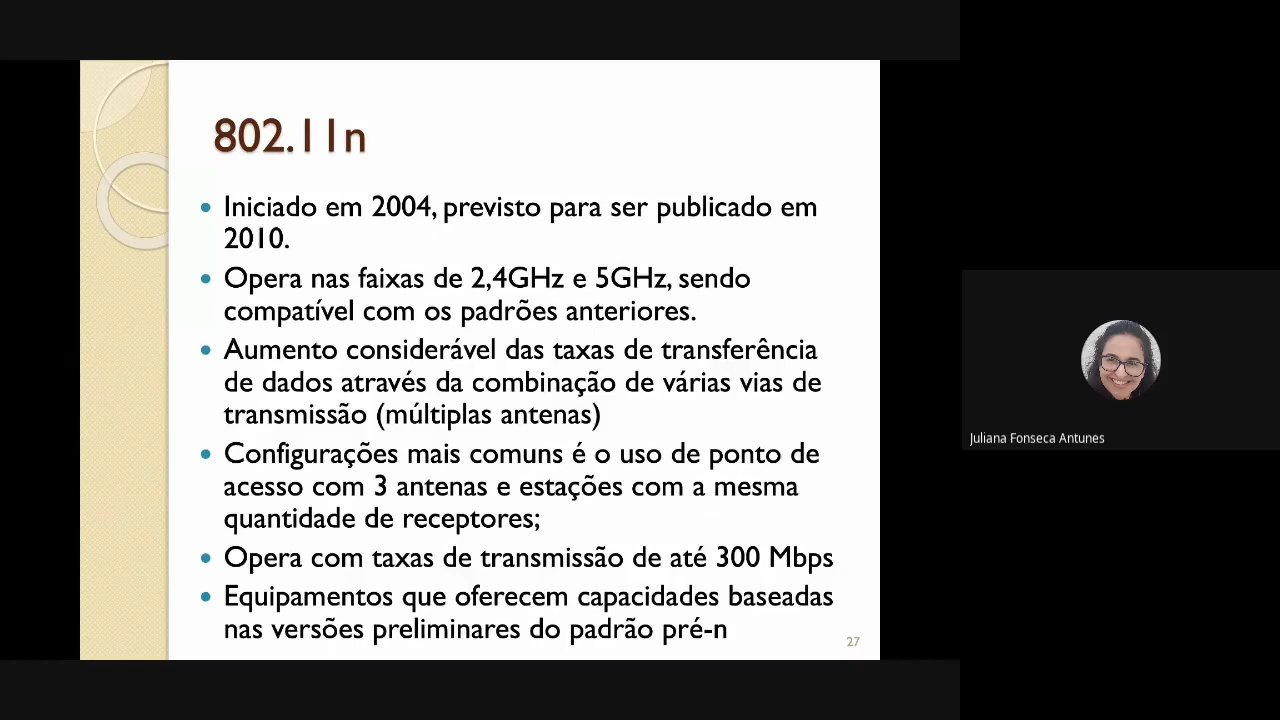 802.11n
Iniciado em 2004, previsto para ser publicado em
2010.
Opera nas faixas de 2,4GHz e 5GHz, sendo
compatível com os padrões anteriores.
Aumento considerável das taxas de transferência
de dados através da combinação de várias vias de
transmissão (múltiplas antenas)
Configurações mais comuns é o uso de ponto de
acesso com 3 antenas e estações com a mesma
quantidade de receptores;
Opera com taxas de transmissão de até 300 Mbps
Equipamentos que oferecem capacidades baseadas
nas versões preliminares do padrão pré-n
27
Juliana Fonseca Antunes